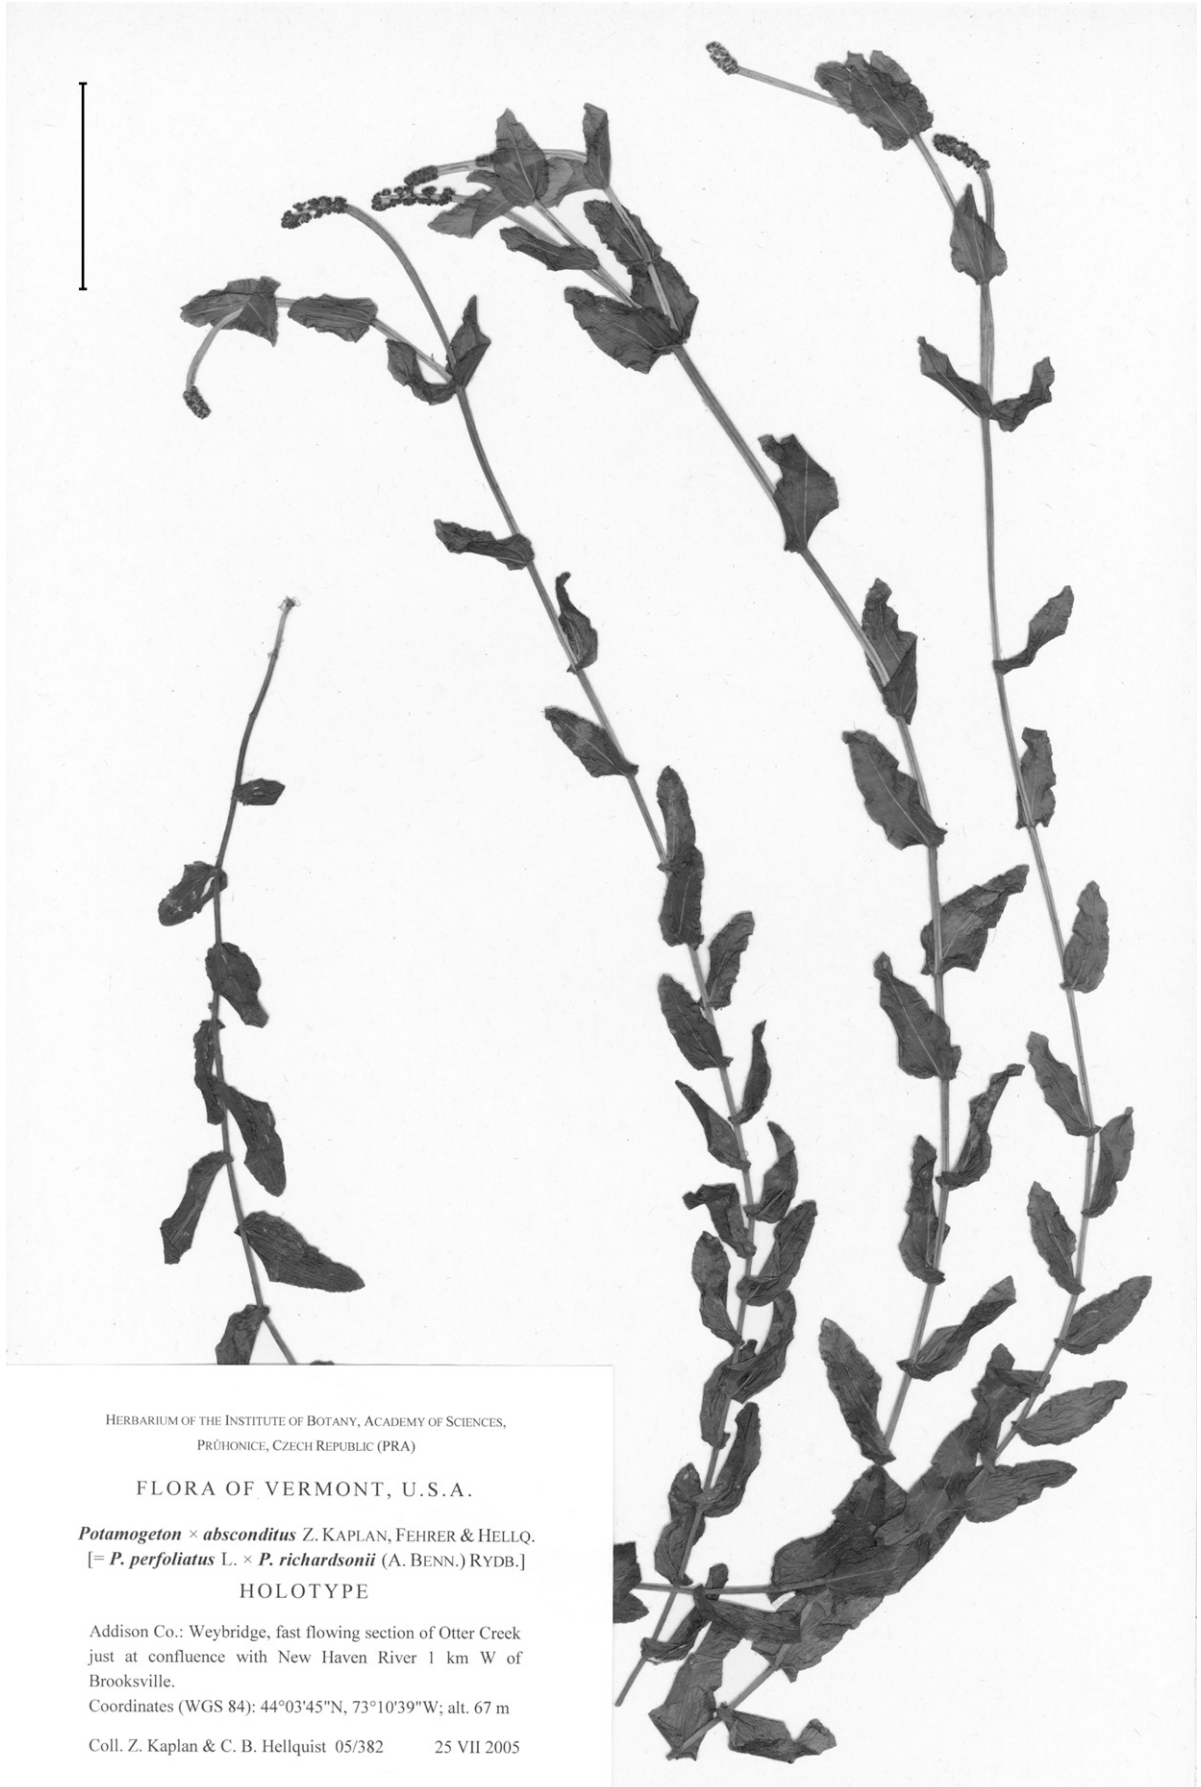 HERBARIUM OF THE INSTITUTE OF BOTANY, ACADEMY OF SCIENCES,
PRŮHONICE, CZECH REPUBLIC (PRA)
FLORA OF VERMONT, U.S.A.
Potamogeton × absconditus Z. KAPLAN, FEHRER & HELLQ.
[= P. perfoliatus L. × P. richardsonii (A. BENN.) RYDB.]
HOLOTYPE
Addison Co.: Weybridge, fast flowing section of Otter Creek
just at confluence with New Haven River 1 km W of
Brooksville.
Coordinates (WGS 84): 44°03'45"N, 73°10'39"W; alt. 67 m
Coll. Z. Kaplan & C. B. Hellquist 05/382 25 VII 2005